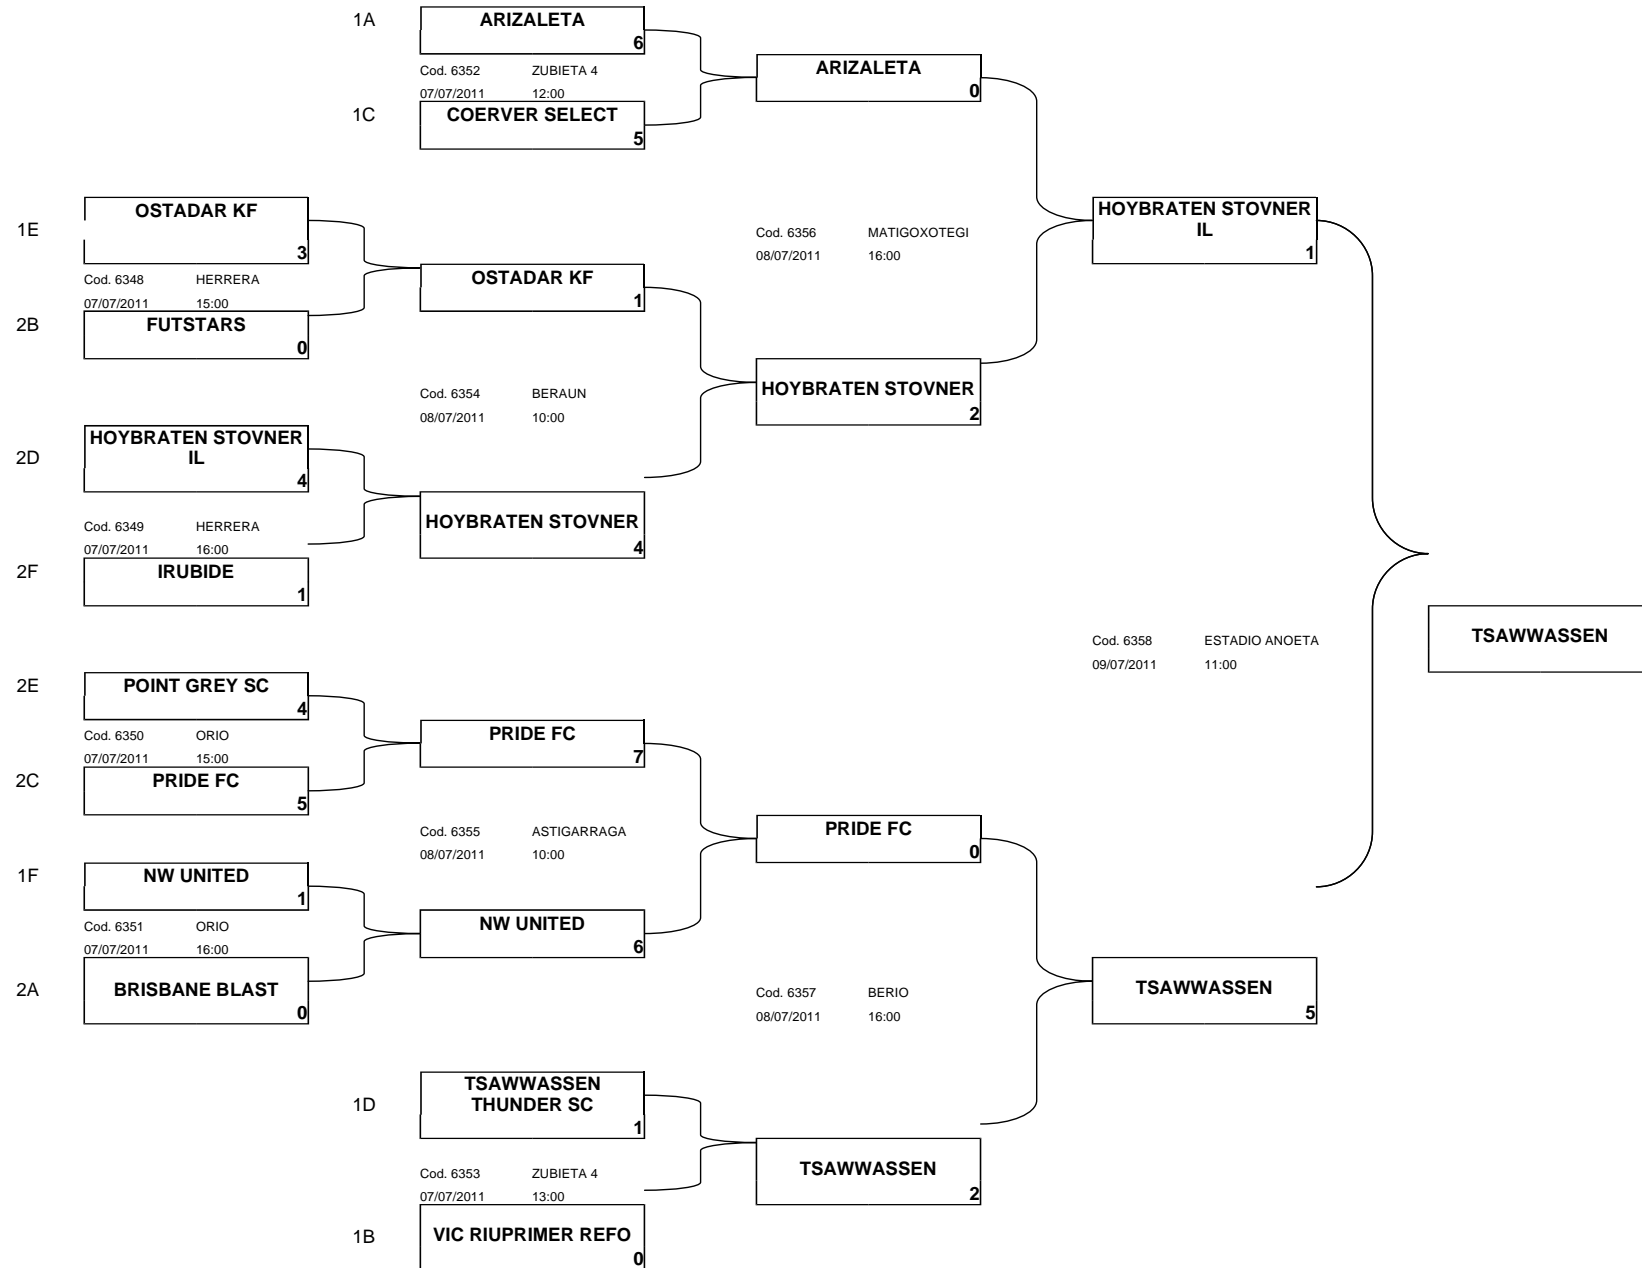 1A
ARIZALETA
6
Cod. 6352 ZUBIETA 4
07/07/2011 12:00
1C
COERVER SELECT
5
ARIZALETA
0
1E
OSTADAR KF
3
Cod. 6348 HERRERA
07/07/2011 15:00
2B
FUTSTARS
0
OSTADAR KF
1
Cod. 6354 BERAUN
08/07/2011 10:00
Cod. 6356 MATIGOXOTEGI
08/07/2011 16:00
HOYBRATEN STOVNER
IL
1
HOYBRATEN STOVNER
2
2D
HOYBRATEN STOVNER
IL
4
Cod. 6349 HERRERA
07/07/2011 16:00
2F
IRUBIDE
1
HOYBRATEN STOVNER
4
Cod. 6358 ESTADIO ANOETA
09/07/2011 11:00
TSAWWASSEN
2E
POINT GREY SC
4
Cod. 6350 ORIO
07/07/2011 15:00
2C
PRIDE FC
5
PRIDE FC
7
Cod. 6355 ASTIGARRAGA
08/07/2011 10:00
PRIDE FC
0
1F
NW UNITED
1
Cod. 6351 ORIO
07/07/2011 16:00
2A
BRISBANE BLAST
0
NW UNITED
6
Cod. 6357 BERIO
08/07/2011 16:00
TSAWWASSEN
5
1D
TSAWWASSEN
THUNDER SC
1
Cod. 6353 ZUBIETA 4
07/07/2011 13:00
1B
VIC RIUPRIMER REFO
0
TSAWWASSEN
2